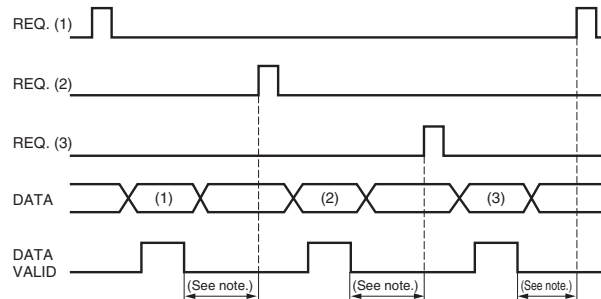 REQ. (1)
REQ. (2)
REQ. (3)
DATA
(1)
(2)
(3)
DATA
VALID
(See note.)
(See note.)
(See note.)